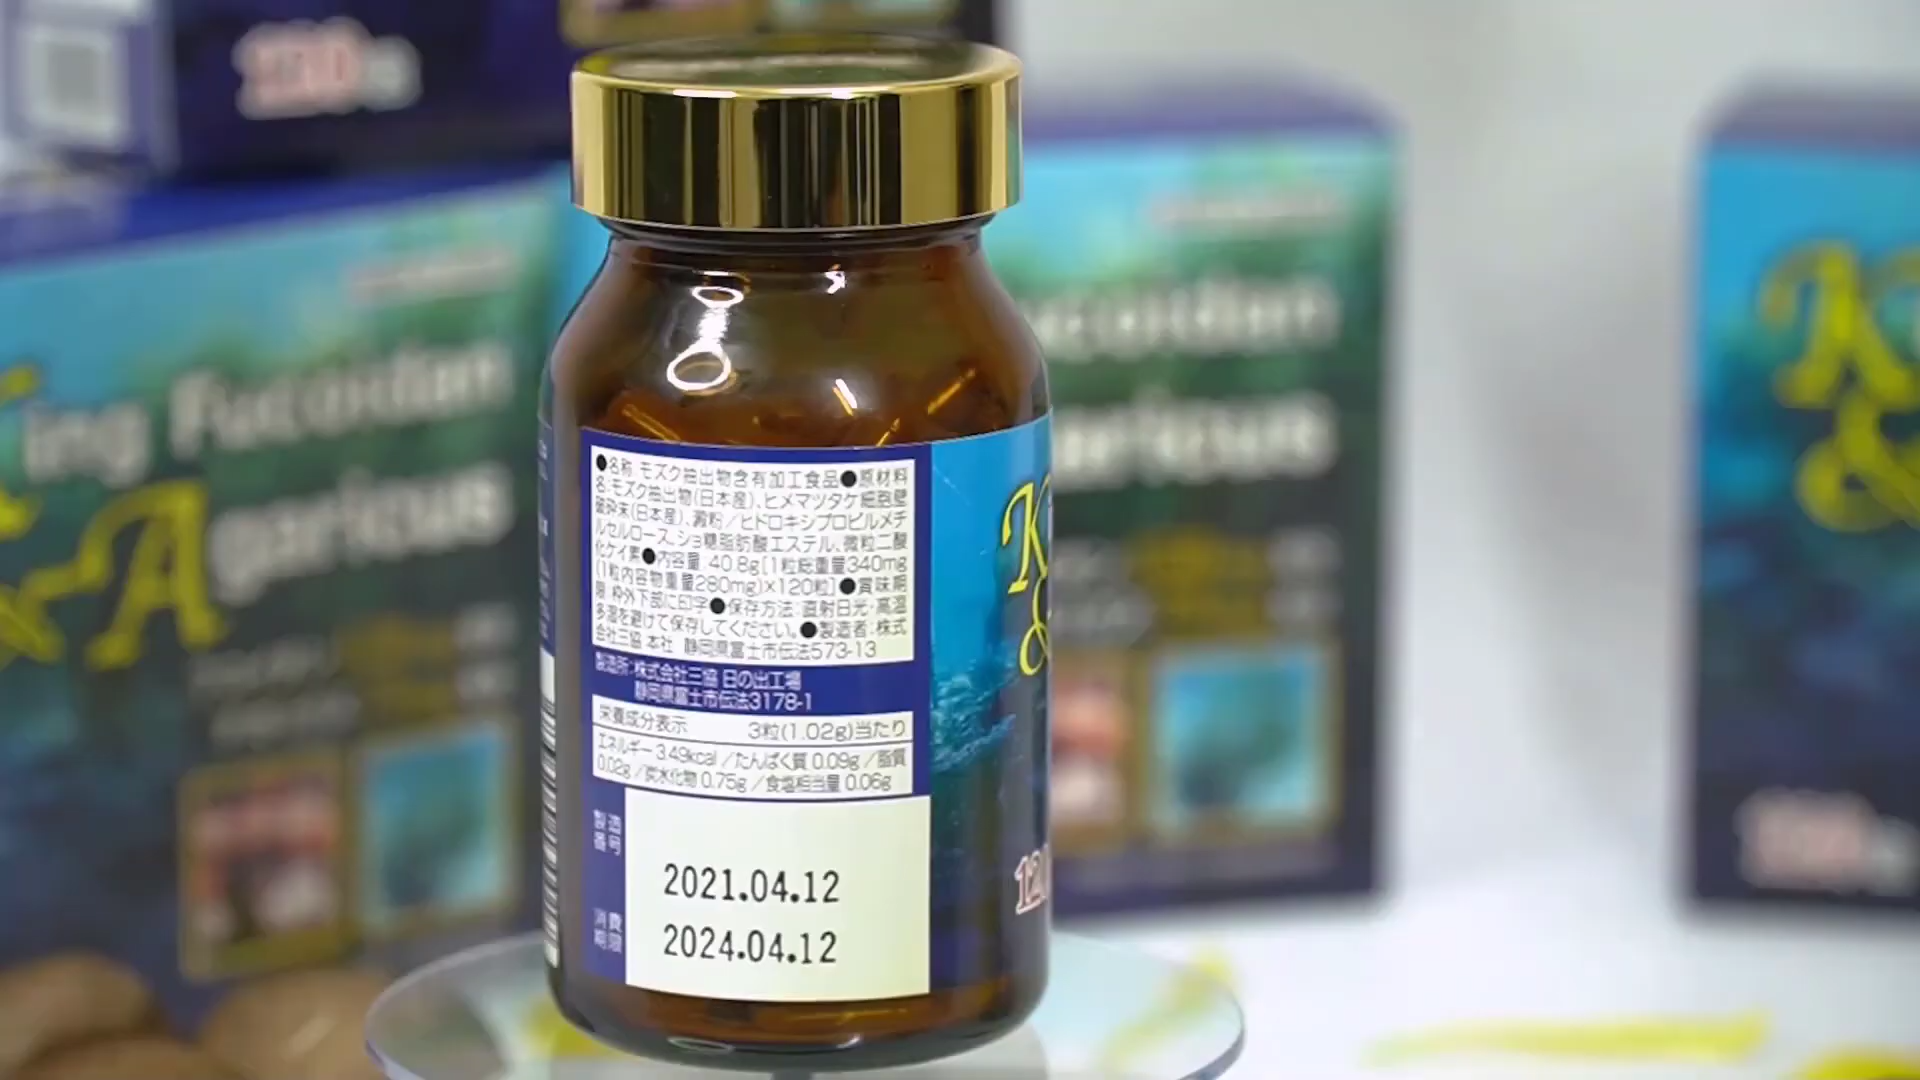 ●名称 モズク抽出物含有加工食品●原材料
名:モズク抽出物(日本産)、ヒメマツタケ細胞壁
破砕末(日本産)、澱粉/ヒドロキシプロピルメチ
ルセルロース、ショ糖脂肪酸エステル、微粒二酸
化ケイ素●内容量 40.8g[1粒総重量340mg
(1粒内容物重量280mg)×120粒]●賞味期
限 枠外下部に印字●保存方法:直射日光・高温
多湿を避けて保存してください。●製造者:株式
会社三協 本社 静岡県富士市伝法573-13
製造所:株式会社三協 日の出工場
静岡県富士市伝法3178-1
栄養成分表示 3粒(1.02g)当たり
エネルギー 3.49kcal/たんぱく質 0.09g/脂質
0.02g/炭水化物 0.75g/食塩相当量 0.06g
製造
番号
2021.04.12
消費
期限
2024.04.12
K
&
120
ing Fucoidan
& A garicus
ucoidan
garicus
K
&